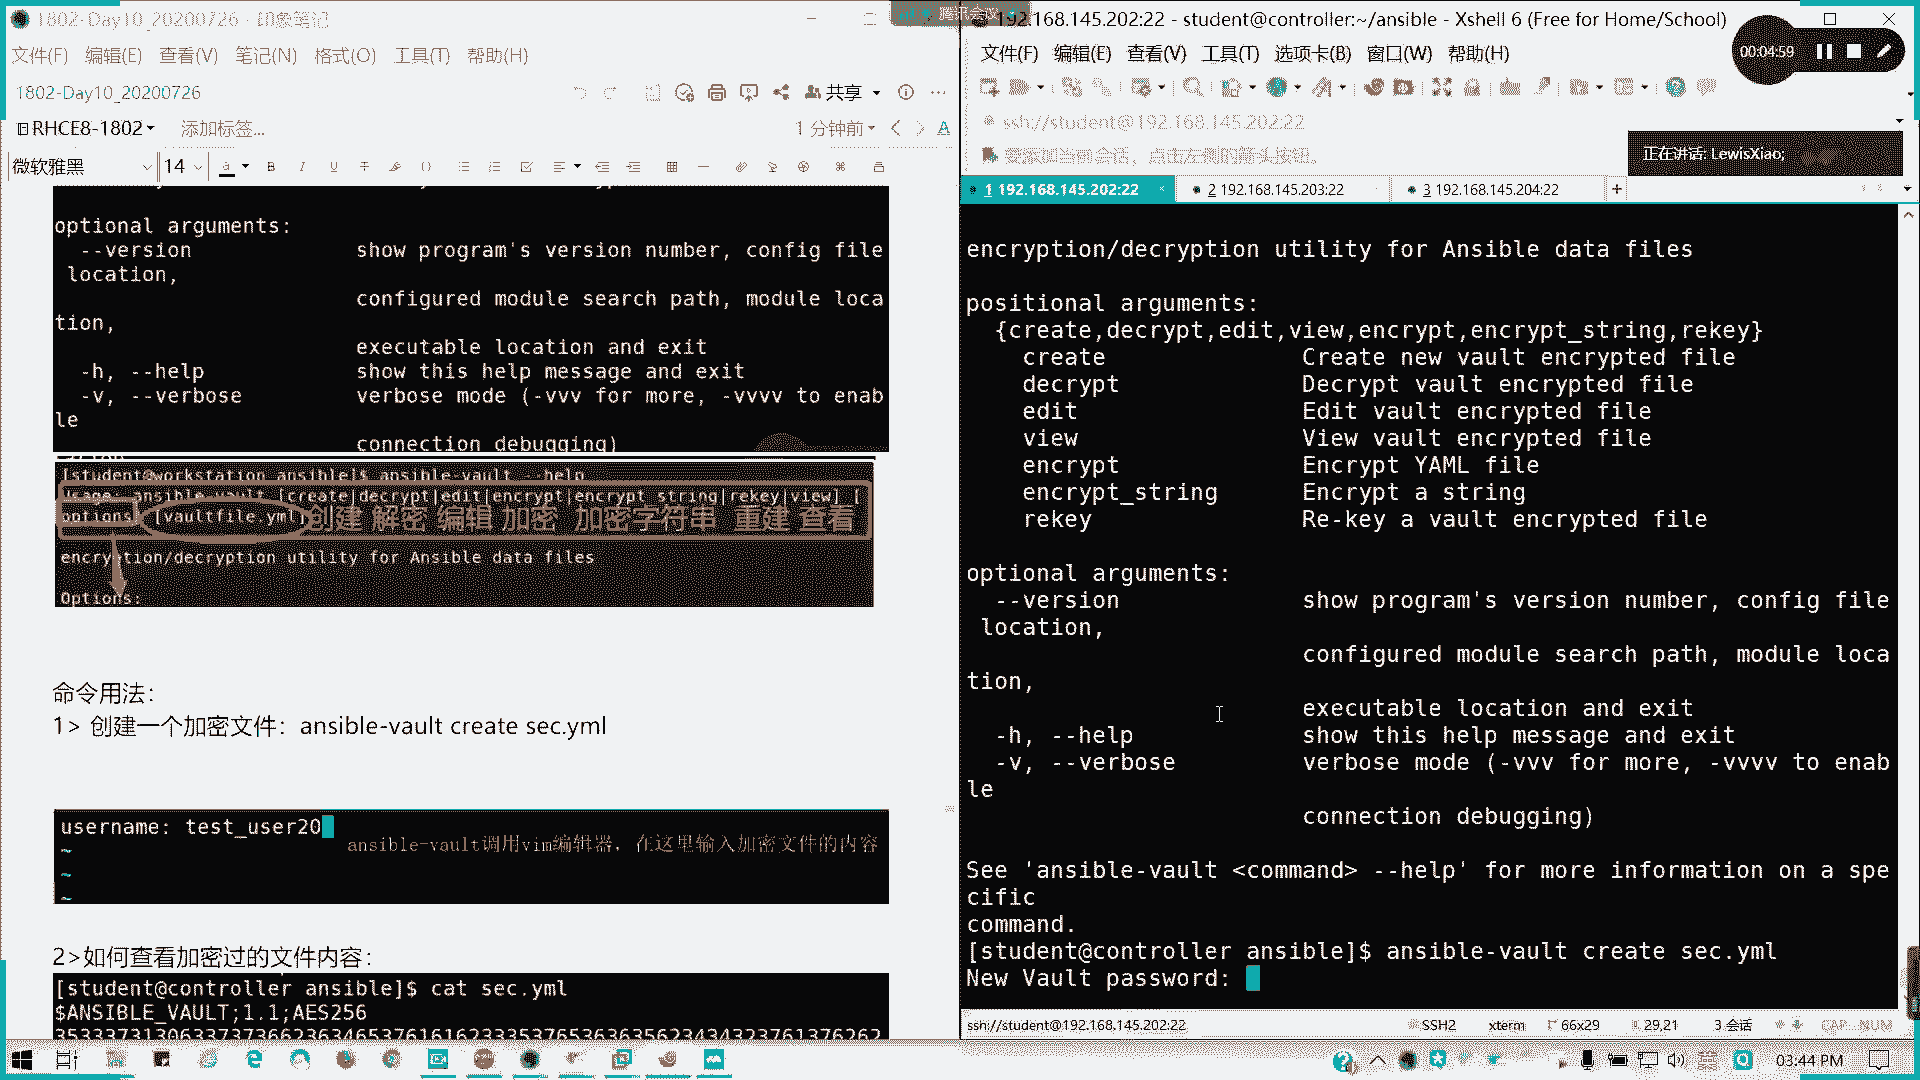 1802-Day10_20200726 - 印象笔记
文件(F) 编辑(E) 查看(V) 笔记(N) 格式(O) 工具(T) 帮助(H)
1802-Day10_20200726
共享
RHCE8-1802
添加标签...
1 分钟前
微软雅黑
14
optional arguments:
--version show program's version number, config file
location,
configured module search path, module loca
tion,
executable location and exit
-h, --help show this help message and exit
-v, --verbose verbose mode (-vvv for more, -vvvv to enab
le
connection debugging)
[student@workstation ansible]$ ansible-vault --help
Usage: ansible-vault [create|decrypt|edit|encrypt|encrypt_string|rekey|view] [
options] [vaultfile.yml]
创建 解密 编辑 加密 加密字符串 重建 查看
encryption/decryption utility for Ansible data files
Options:
命令用法：
1> 创建一个加密文件：ansible-vault create sec.yml
username: test_user20
ansible-vault调用vim编辑器，在这里输入加密文件的内容
~
~
~
2>如何查看加密过的文件内容：
[student@controller ansible]$ cat sec.yml
$ANSIBLE_VAULT;1.1;AES256
腾讯会议
192.168.145.202:22 - student@controller:~/ansible - Xshell 6 (Free for Home/School)
文件(F) 编辑(E) 查看(V) 工具(T) 选项卡(B) 窗口(W) 帮助(H)
00:04:59
ssh://student@192.168.145.202:22
要添加当前会话，点击左侧的箭头按钮。
正在讲话: LewisXiao;
1 192.168.145.202:22
2 192.168.145.203:22
3 192.168.145.204:22
encryption/decryption utility for Ansible data files
positional arguments:
{create,decrypt,edit,view,encrypt,encrypt_string,rekey}
create Create new vault encrypted file
decrypt Decrypt vault encrypted file
edit Edit vault encrypted file
view View vault encrypted file
encrypt Encrypt YAML file
encrypt_string Encrypt a string
rekey Re-key a vault encrypted file
optional arguments:
--version show program's version number, config file
location,
configured module search path, module loca
tion,
executable location and exit
-h, --help show this help message and exit
-v, --verbose verbose mode (-vvv for more, -vvvv to enab
le
connection debugging)
See 'ansible-vault <command> --help' for more information on a spe
cific
command.
[student@controller ansible]$ ansible-vault create sec.yml
New Vault password:
ssh://student@192.168.145.202:22
SSH2
xterm
66x29
29,21
3 会话
CAP NUM
03:44 PM